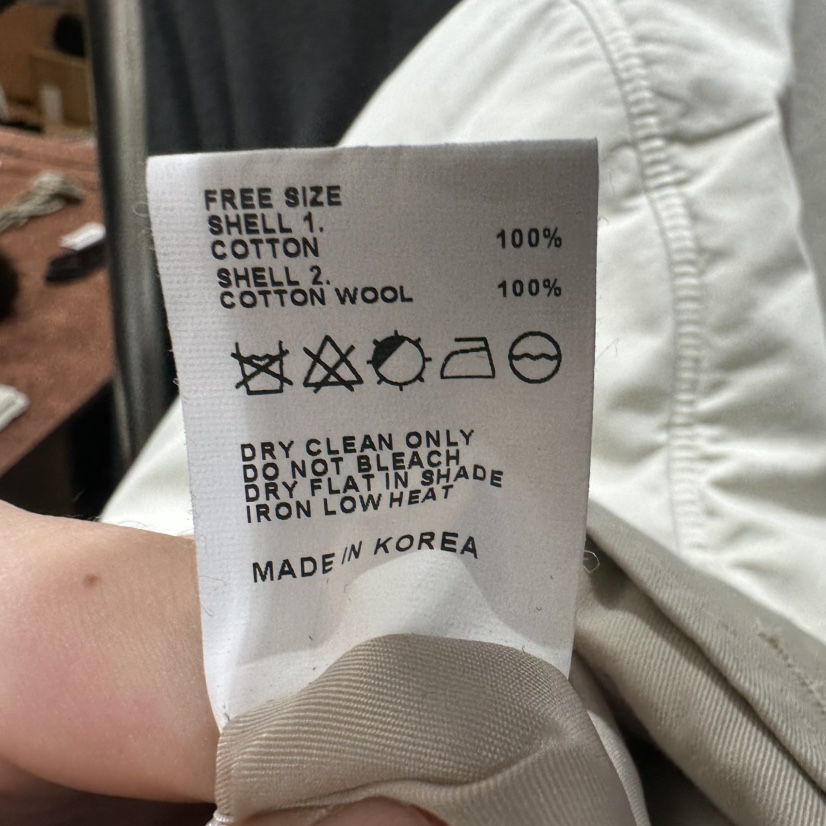 FREE SIZE
SHELL 1.
COTTON 100%
SHELL 2.
COTTON WOOL 100%
DRY CLEAN ONLY
DO NOT BLEACH
DRY FLAT IN SHADE
IRON LOW HEAT
MADE IN KOREA